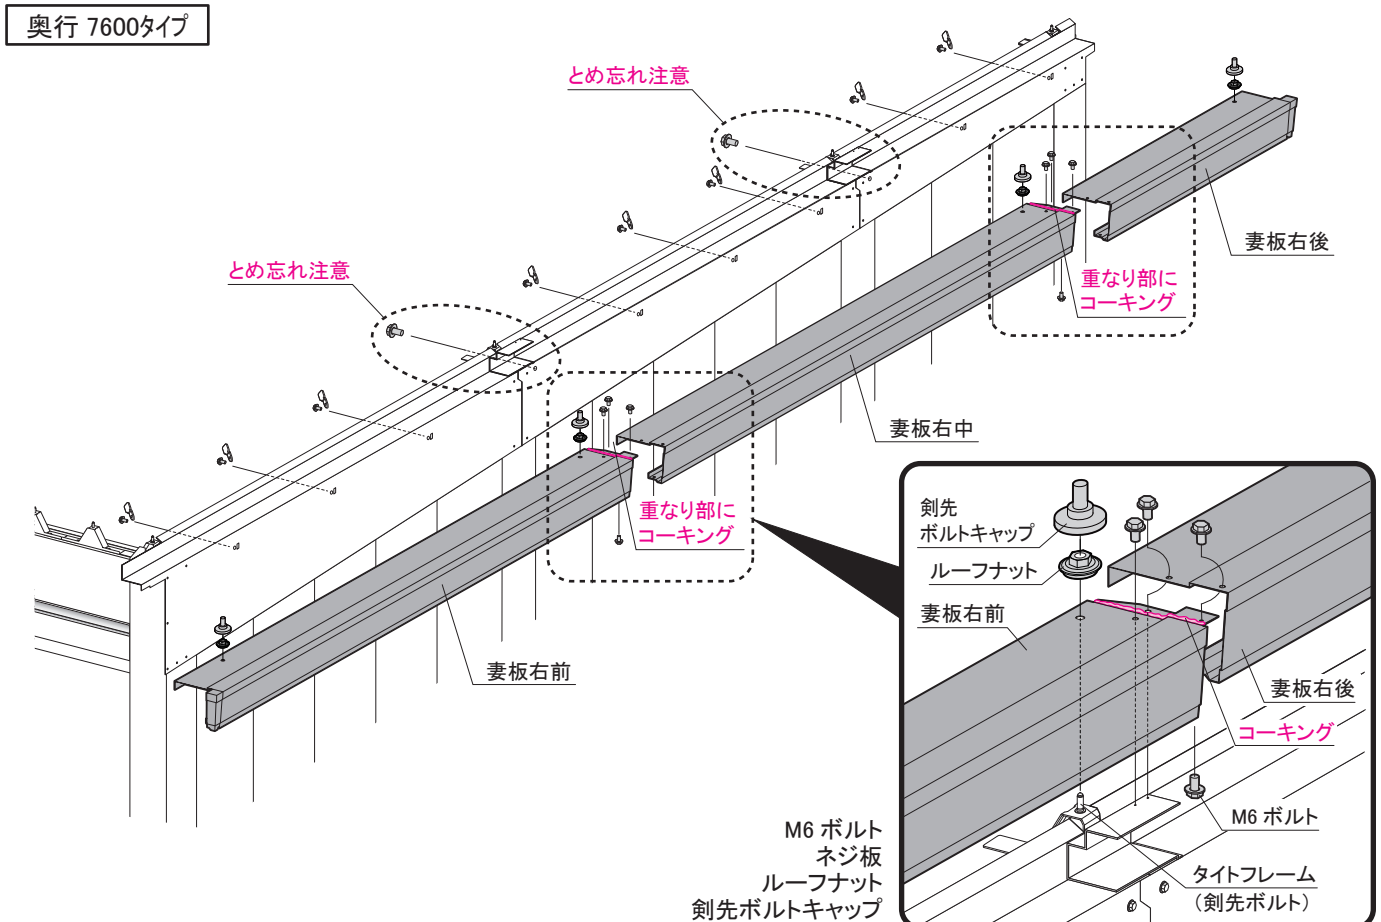 奥行 7600タイプ
とめ忘れ注意
とめ忘れ注意
妻板右後
重なり部に
コーキング
妻板右中
重なり部に
コーキング
妻板右前
剣先
ボルトキャップ
ルーフナット
妻板右前
妻板右後
コーキング
M6 ボルト
タイトフレーム
(剣先ボルト)
M6 ボルト
ネジ板
ルーフナット
剣先ボルトキャップ